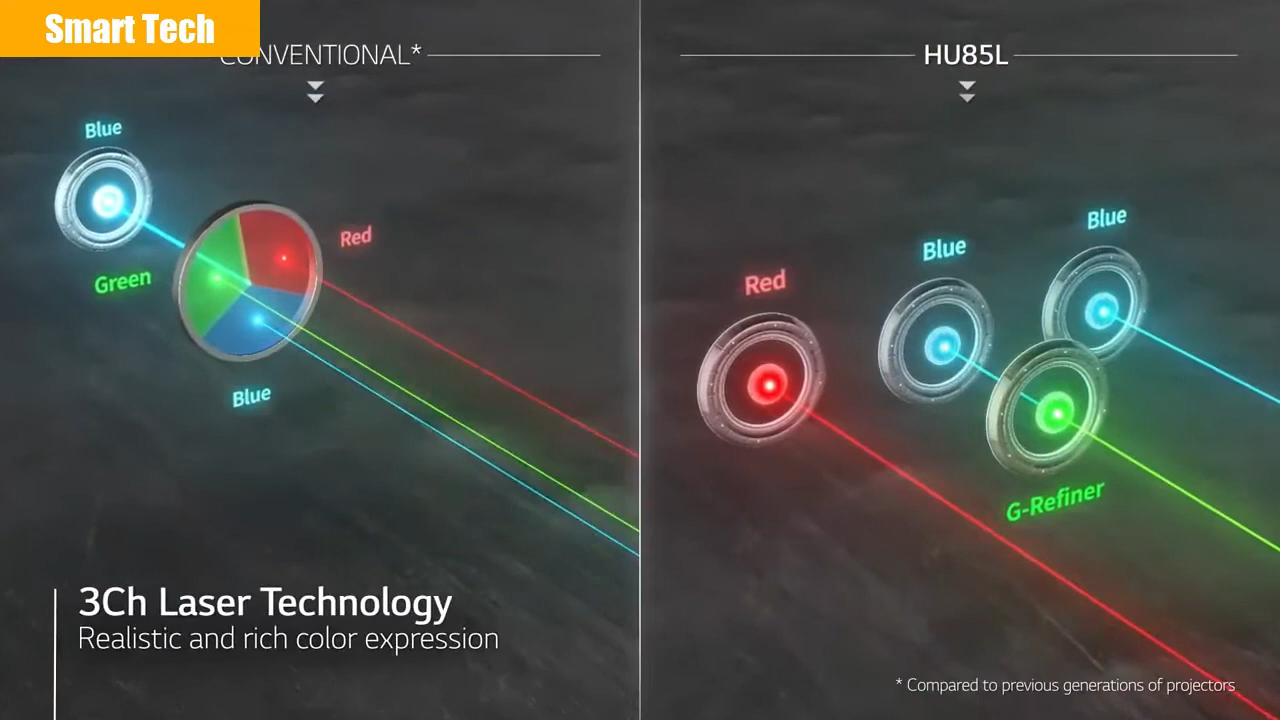 Smart Tech
CONVENTIONAL*
Blue
Green
Red
Blue
3Ch Laser Technology
Realistic and rich color expression
HU85L
Red
Blue
Blue
G-Refiner
* Compared to previous generations of projectors